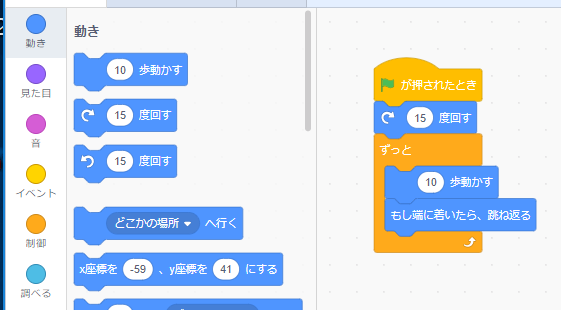 動き
見た目
音
イベント
制御
調べる
動き
10 歩動かす
15 度回す
15 度回す
どこかの場所 へ行く
x座標を -59 、y座標を 41 にする
が押されたとき
15 度回す
ずっと
10 歩動かす
もし端に着いたら、跳ね返る